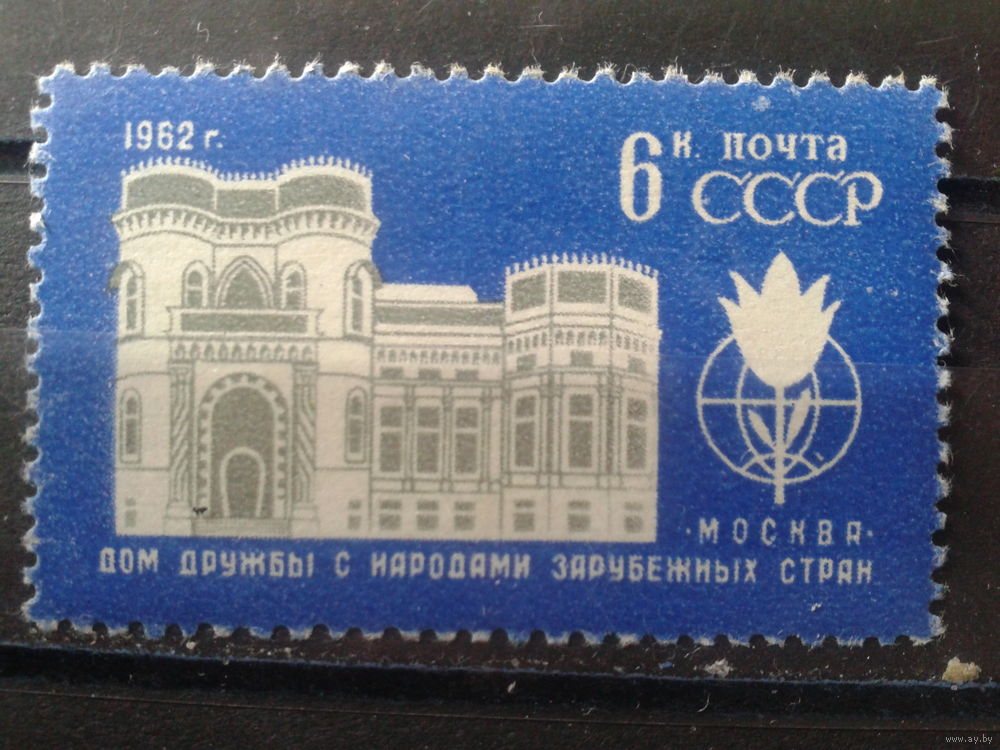 1962 г.
6 к. почта
СССР
·МОСКВА·
ДОМ ДРУЖБЫ С НАРОДАМИ ЗАРУБЕЖНЫХ СТРАН
www.ay.by